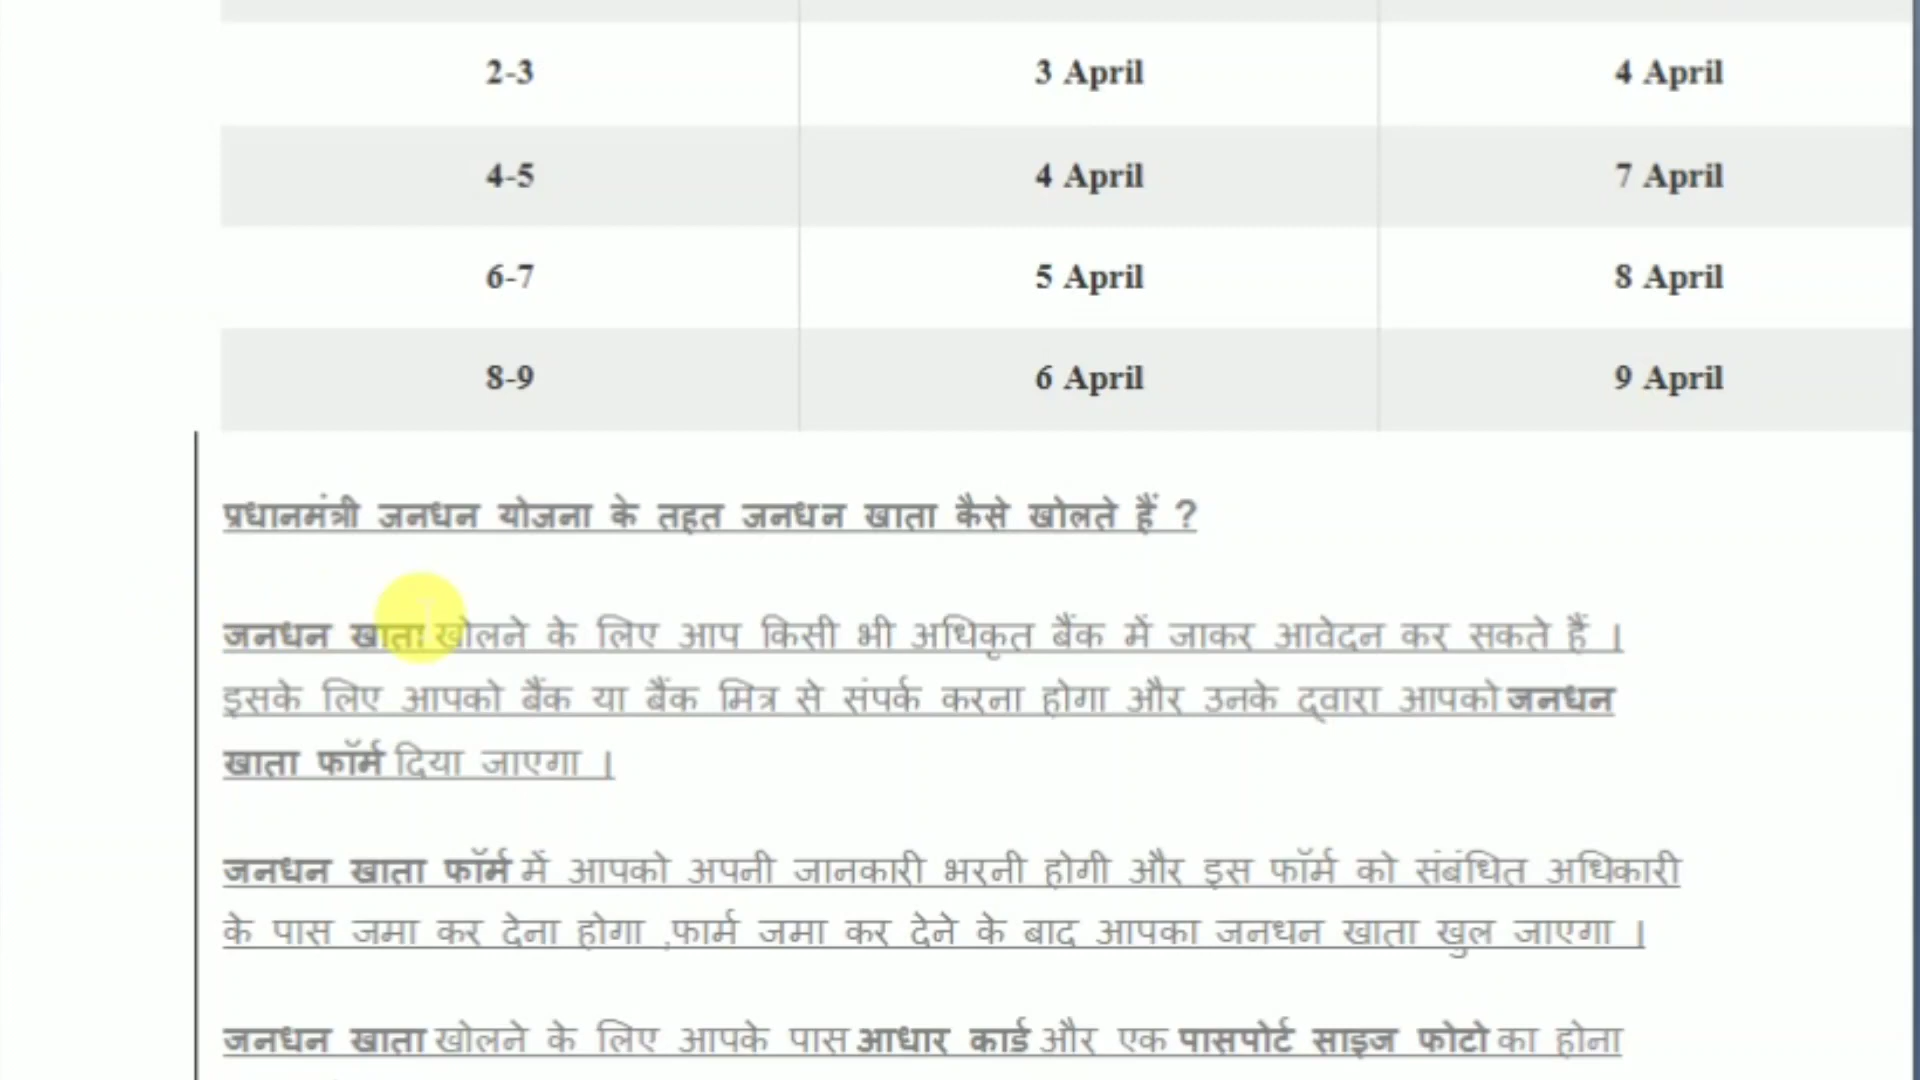 2-3 3 April 4 April
4-5 4 April 7 April
6-7 5 April 8 April
8-9 6 April 9 April
प्रधानमंत्री जनधन योजना के तहत जनधन खाता कैसे खोलते हैं ?
जनधन खाता खोलने के लिए आप किसी भी अधिकृत बैंक में जाकर आवेदन कर सकते हैं ।
इसके लिए आपको बैंक या बैंक मित्र से संपर्क करना होगा और उनके द्वारा आपको जनधन
खाता फॉर्म दिया जाएगा ।
जनधन खाता फॉर्म में आपको अपनी जानकारी भरनी होगी और इस फॉर्म को संबंधित अधिकारी
के पास जमा कर देना होगा ,फार्म जमा कर देने के बाद आपका जनधन खाता खुल जाएगा ।
जनधन खाता खोलने के लिए आपके पास आधार कार्ड और एक पासपोर्ट साइज फोटो का होना